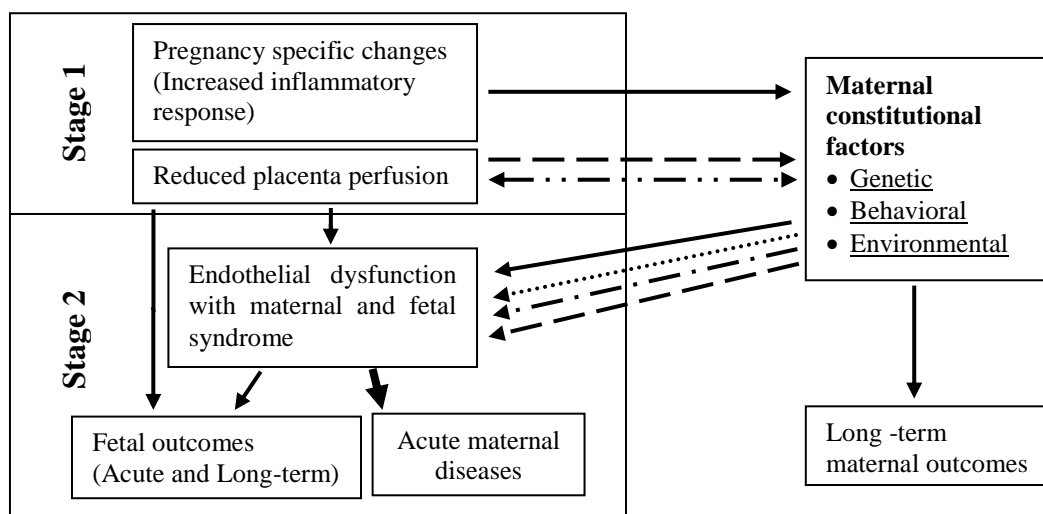 Stage 1
Pregnancy specific changes
(Increased inflammatory
response)
Reduced placenta perfusion
Maternal
constitutional
factors
• Genetic
• Behavioral
• Environmental
Stage 2
Endothelial dysfunction
with maternal and fetal
syndrome
Fetal outcomes
(Acute and Long-term)
Acute maternal
diseases
Long -term
maternal outcomes